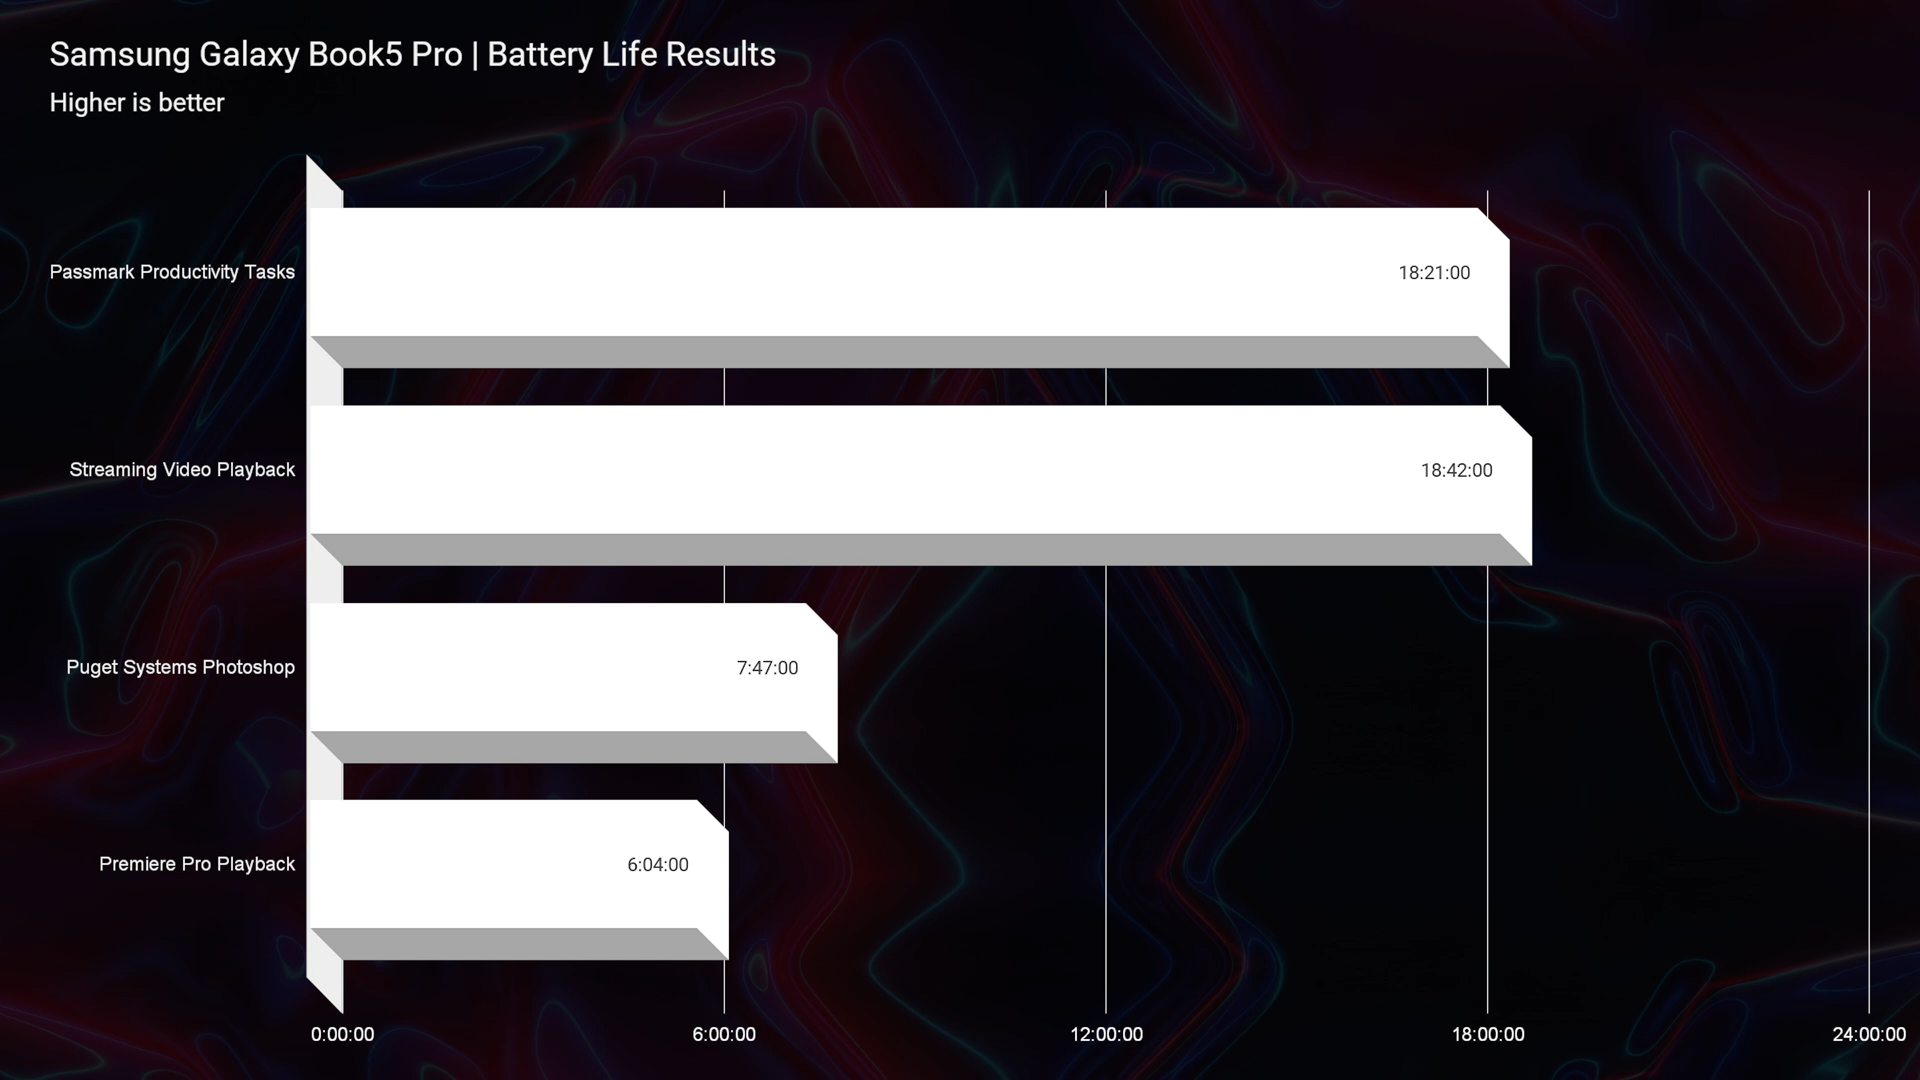 Samsung Galaxy Book5 Pro | Battery Life Results
Higher is better
Passmark Productivity Tasks
18:21:00
Streaming Video Playback
18:42:00
Puget Systems Photoshop
7:47:00
Premiere Pro Playback
6:04:00
0:00:00
6:00:00
12:00:00
18:00:00
24:00:00